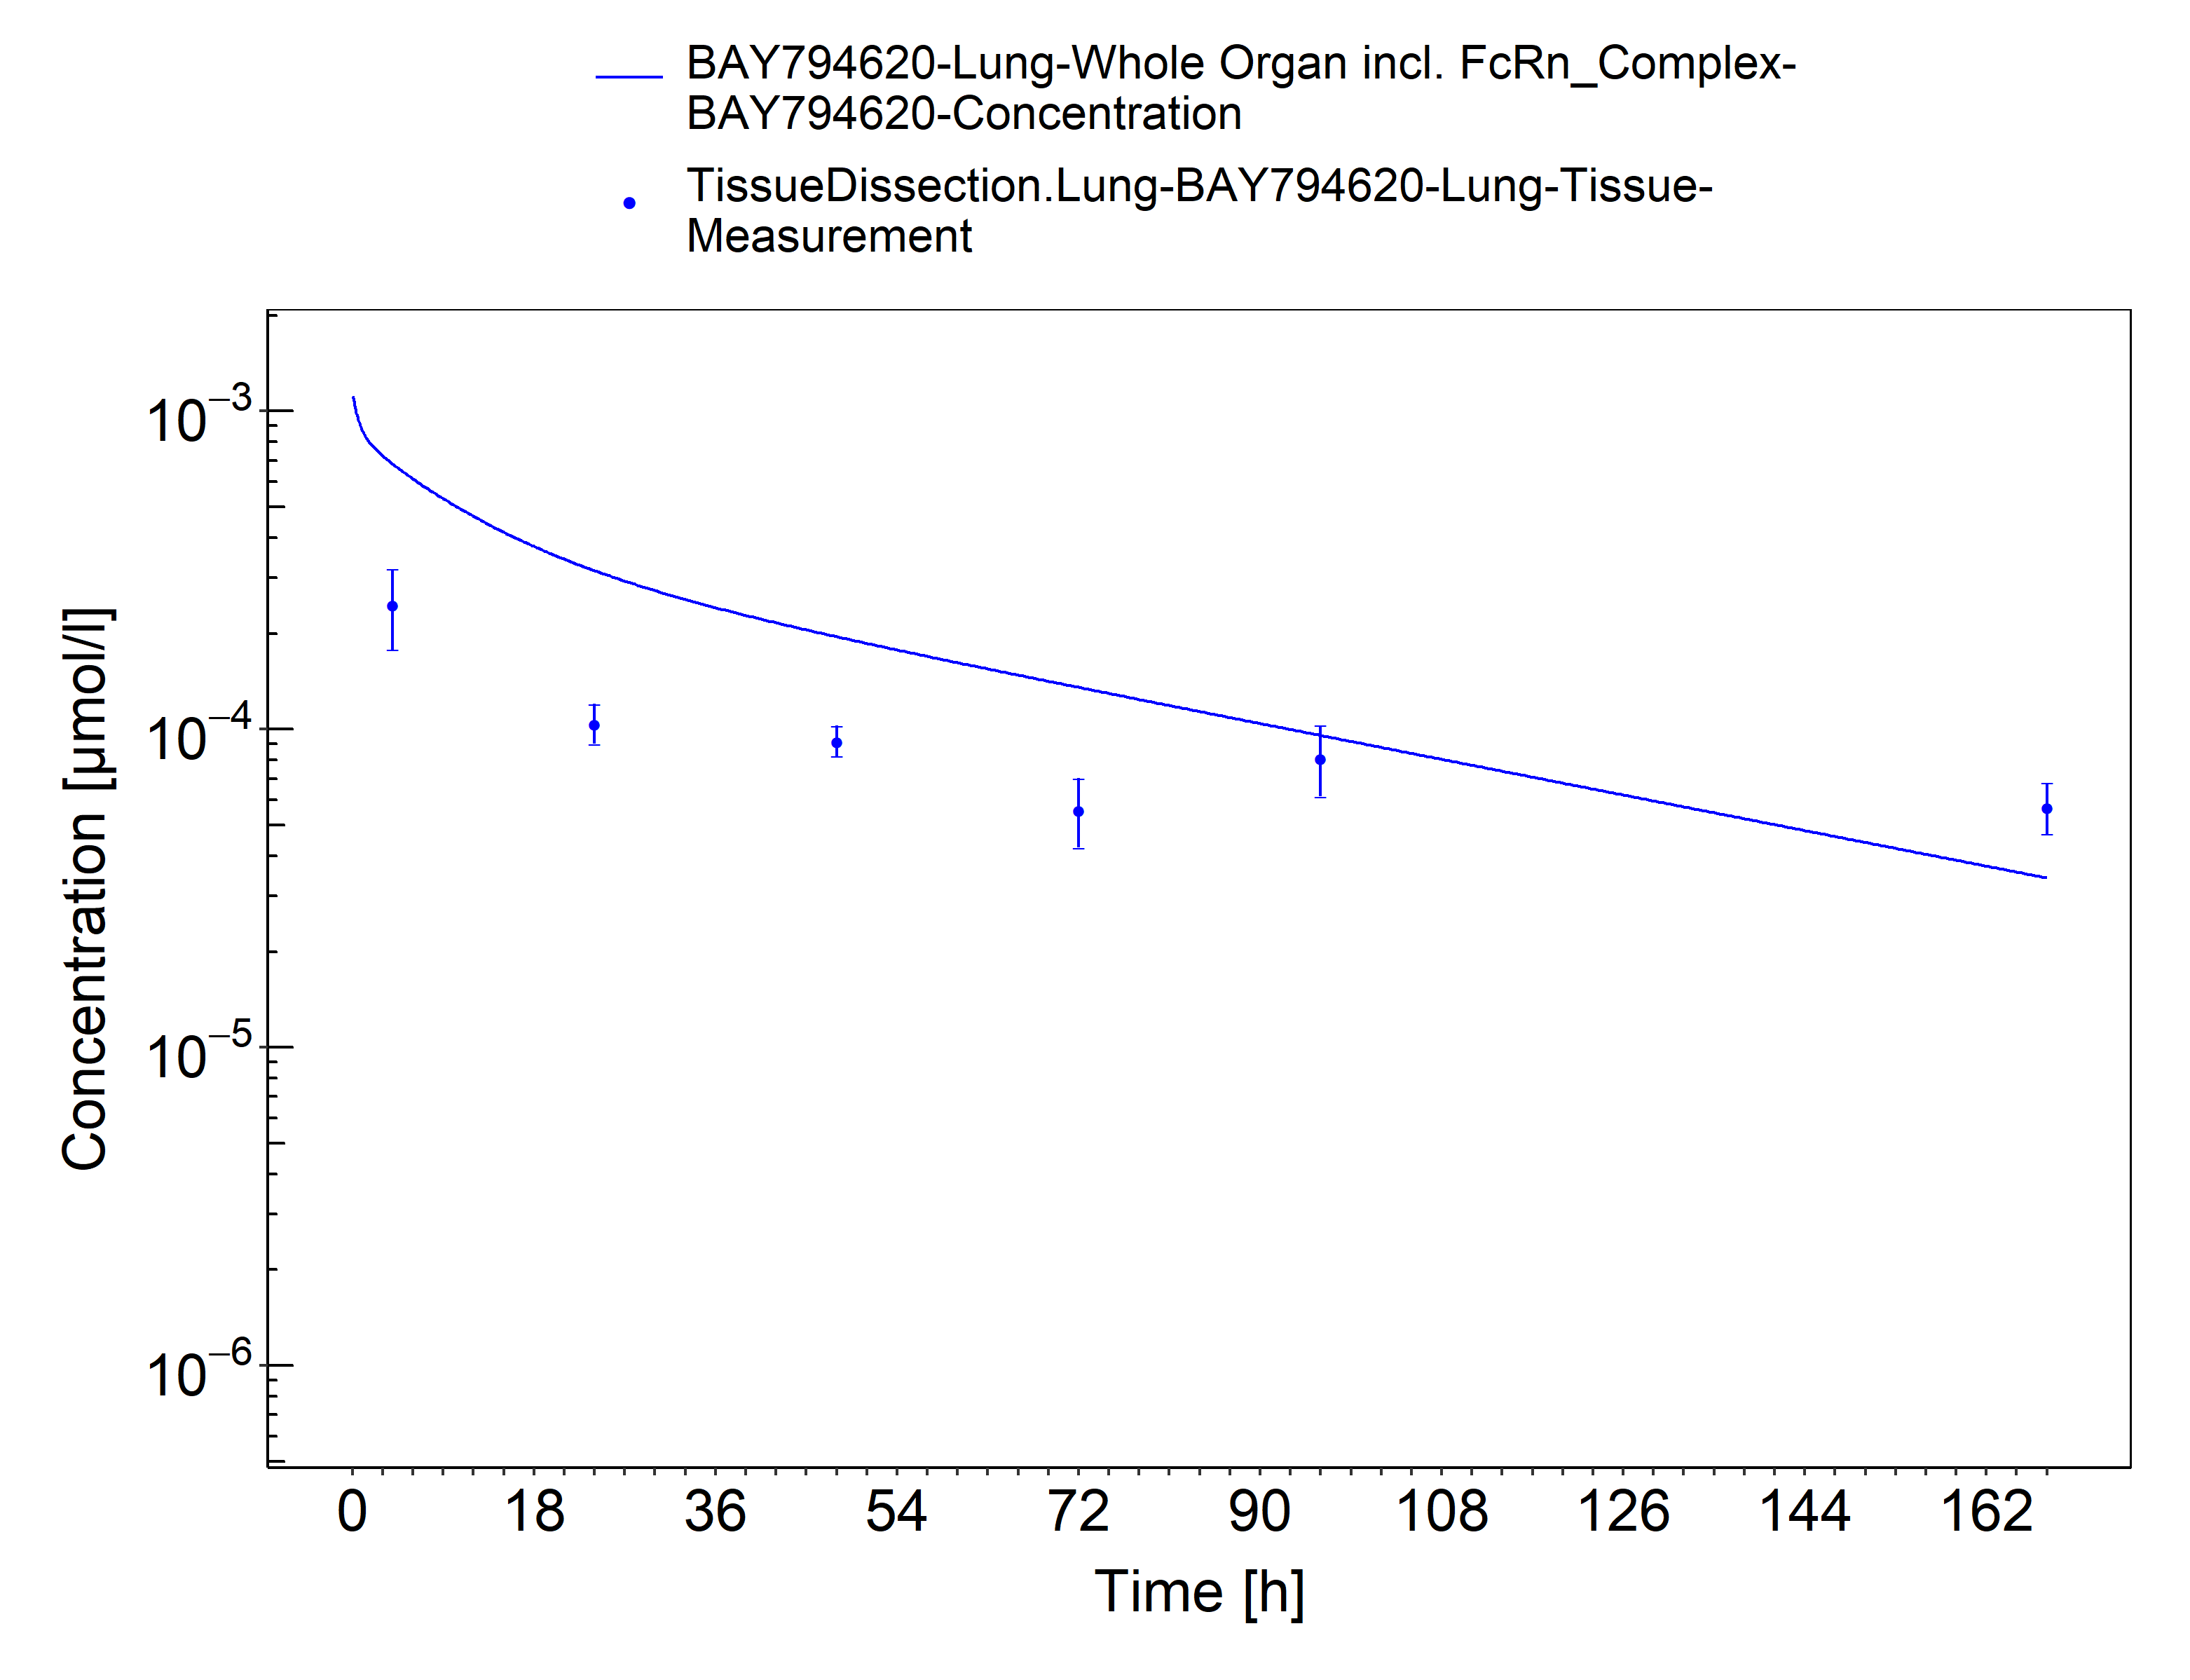 BAY794620-Lung-Whole Organ incl. FcRn_Complex-
BAY794620-Concentration
TissueDissection.Lung-BAY794620-Lung-Tissue-
Measurement
Concentration [µmol/l]
10−3
10−4
10−5
10−6
0 18 36 54 72 90 108 126 144 162
Time [h]